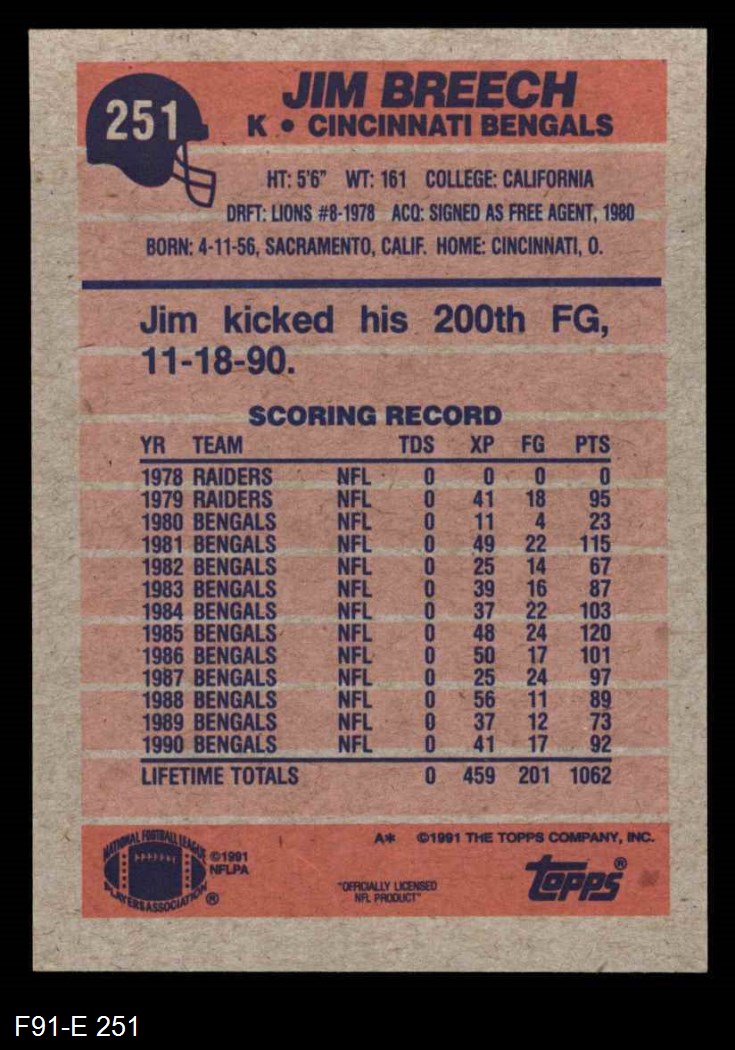 251
JIM BREECH
K • CINCINNATI BENGALS
HT: 5'6" WT: 161 COLLEGE: CALIFORNIA
DRFT: LIONS #8-1978 ACQ: SIGNED AS FREE AGENT, 1980
BORN: 4-11-56, SACRAMENTO, CALIF. HOME: CINCINNATI, O.
Jim kicked his 200th FG,
11-18-90.
SCORING RECORD
YR TEAM TDS XP FG PTS
1978 RAIDERS NFL 0 0 0 0
1979 RAIDERS NFL 0 41 18 95
1980 BENGALS NFL 0 11 4 23
1981 BENGALS NFL 0 49 22 115
1982 BENGALS NFL 0 25 14 67
1983 BENGALS NFL 0 39 16 87
1984 BENGALS NFL 0 37 22 103
1985 BENGALS NFL 0 48 24 120
1986 BENGALS NFL 0 50 17 101
1987 BENGALS NFL 0 25 24 97
1988 BENGALS NFL 0 56 11 89
1989 BENGALS NFL 0 37 12 73
1990 BENGALS NFL 0 41 17 92
LIFETIME TOTALS 0 459 201 1062
A* ©1991 THE TOPPS COMPANY, INC.
NATIONAL FOOTBALL LEAGUE
PLAYERS ASSOCIATION ®
©1991
NFLPA
"OFFICIALLY LICENSED
NFL PRODUCT"
topps®
F91-E 251